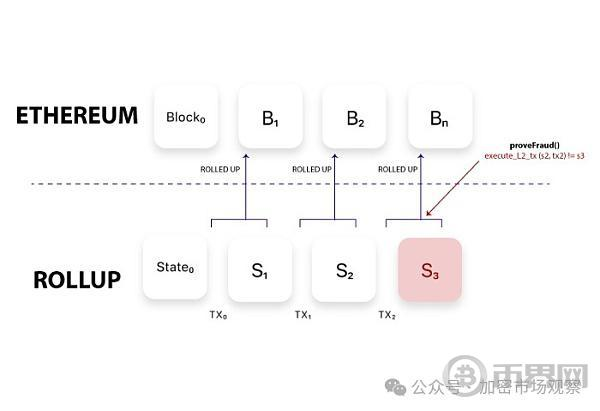 ETHEREUM
Block₀
B₁
B₂
Bₙ
proveFraud()
execute_L2_tx (s2, tx2) != s3
ROLLED UP
ROLLED UP
ROLLED UP
ROLLUP
State₀
S₁
S₂
S₃
TX₀
TX₁
TX₂
币界网
公众号 · 加密市场观察